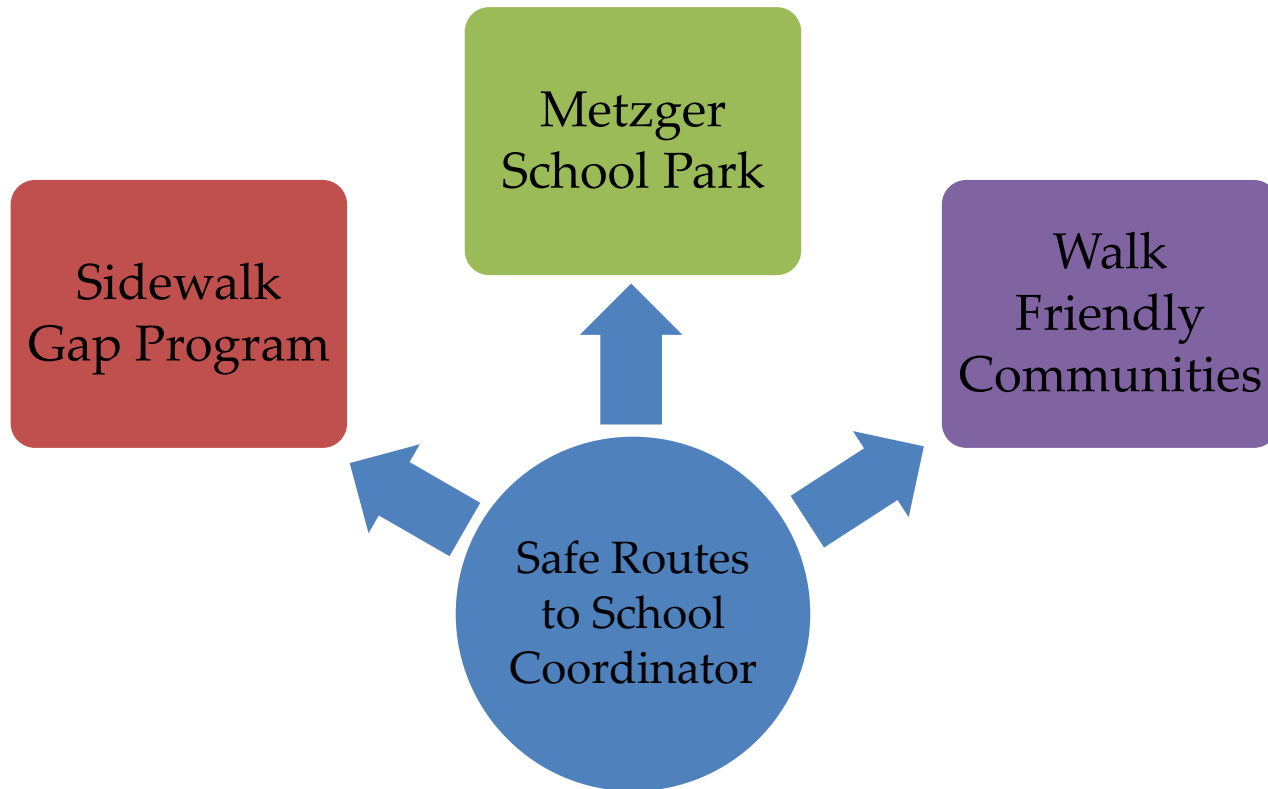 Metzger
School Park
Sidewalk
Gap Program
Walk
Friendly
Communities
Safe Routes
to School
Coordinator